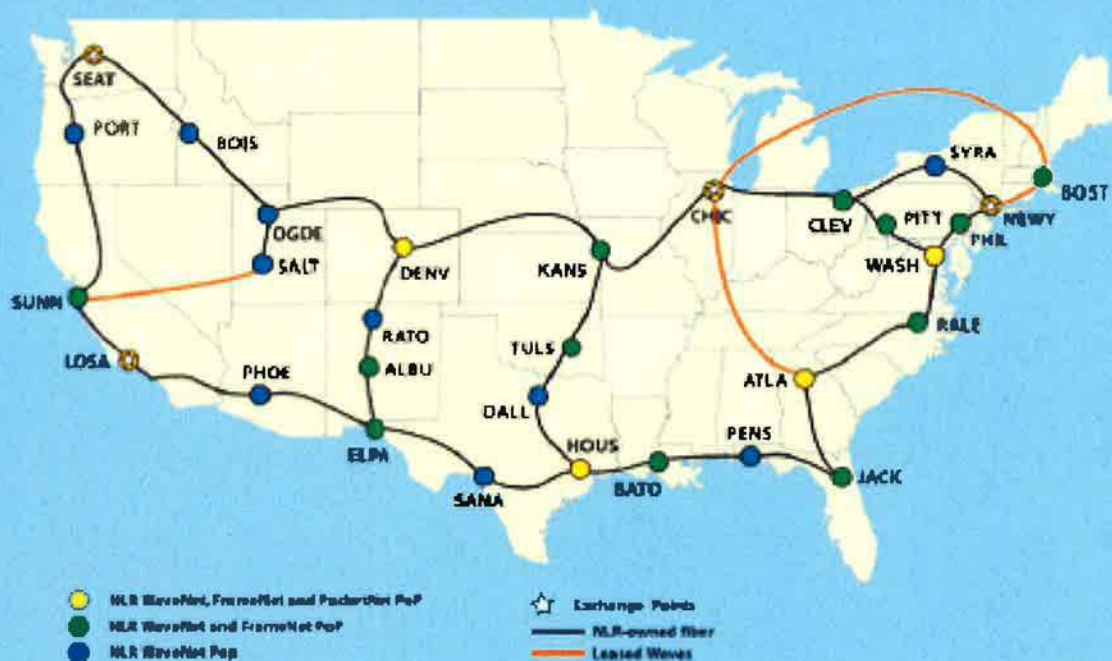 SEAT
PORT
BOIS
SYRA
BOST
CHIC
CLEV
PITT
NEWY
PHIL
OGDE
SALT
DENV
KANS
WASH
SUNN
RATO
RALE
LOSA
PHOE
ALBU
TULS
ATLA
DALL
ELPA
HOUS
PENS
SANA
BATO
JACK
NLR WaveNet, FrameNet and PacketNet PoP
NLR WaveNet and FrameNet PoP
NLR WaveNet Pop
Exchange Points
NLR-owned fiber
Leased Waves